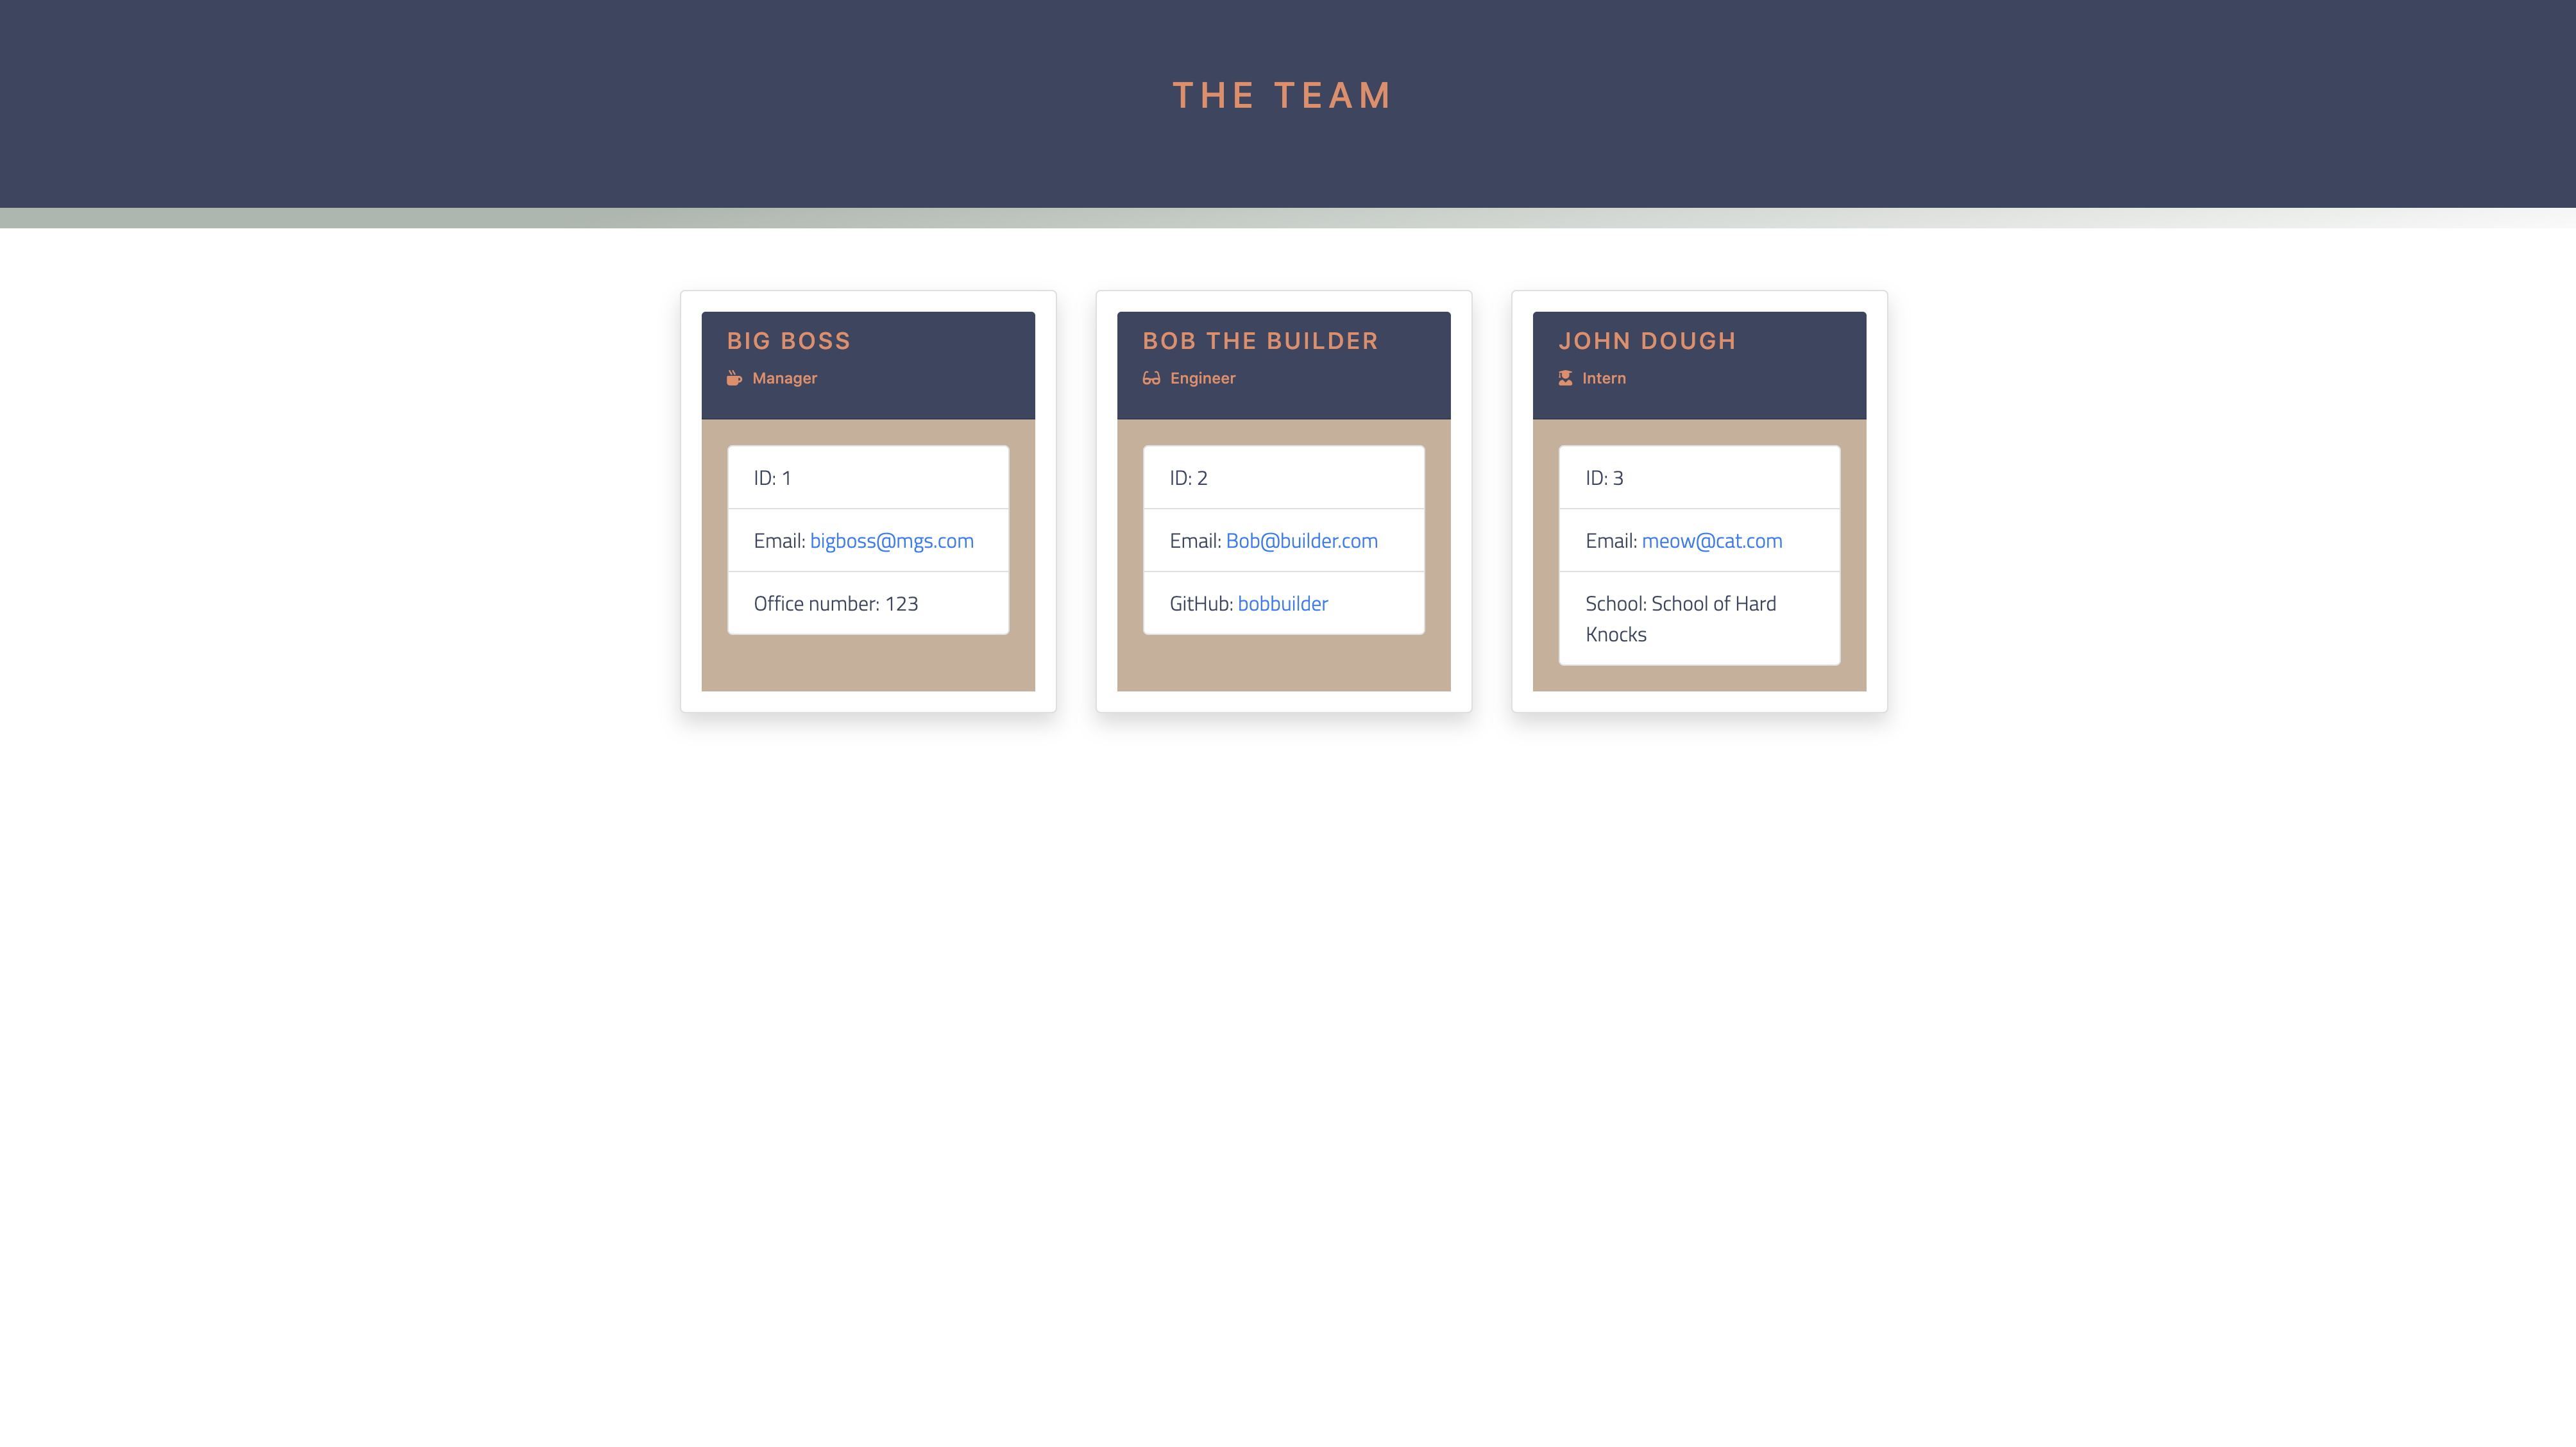 THE TEAM
BIG BOSS
Manager
ID: 1
Email: bigboss@mgs.com
Office number: 123
BOB THE BUILDER
Engineer
ID: 2
Email: Bob@builder.com
GitHub: bobbuilder
JOHN DOUGH
Intern
ID: 3
Email: meow@cat.com
School: School of Hard
Knocks